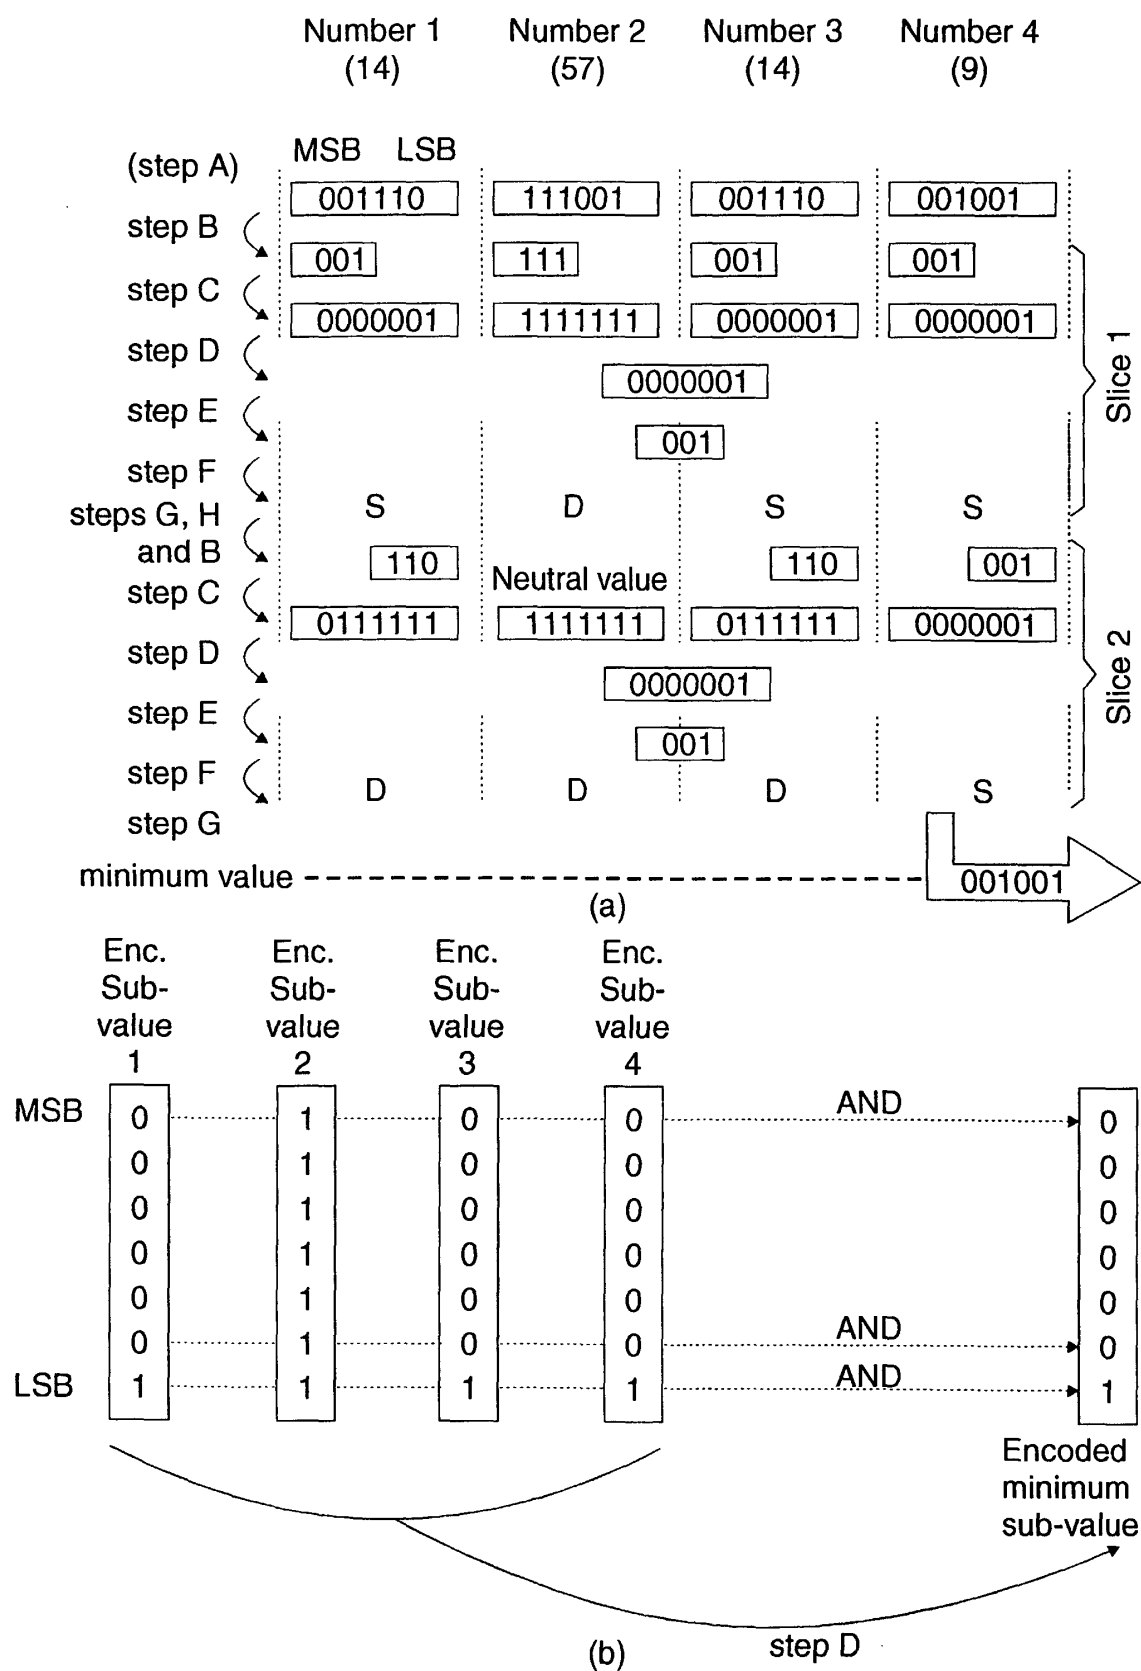 Number 1 Number 2 Number 3 Number 4
(14) (57) (14) (9)
MSB LSB
(step A)
001110 111001 001110 001001
step B
001 111 001 001
step C
0000001 1111111 0000001 0000001
step D
0000001
step E
001
step F
S D S S
Slice 1
steps G, H
and B
110 110 001
Neutral value
step C
0111111 1111111 0111111 0000001
step D
0000001
step E
001
step F
D D D S
Slice 2
step G
minimum value
001001
(a)
Enc. Enc. Enc. Enc.
Sub- Sub- Sub- Sub-
value value value value
1 2 3 4
MSB 0 1 0 0 AND 0
0 1 0 0 0
0 1 0 0 0
0 1 0 0 0
0 1 0 0 0
0 1 0 0 AND 0
LSB 1 1 1 1 AND 1
Encoded
minimum
sub-value
step D
(b)